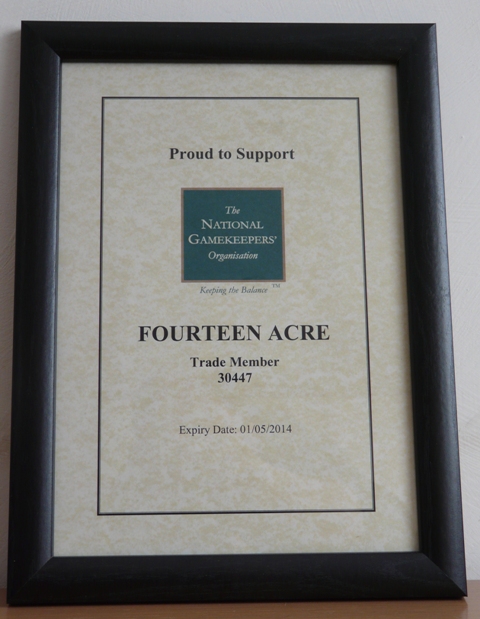 Proud to Support
The
NATIONAL
GAMEKEEPERS'
Organisation
Keeping the Balance™
FOURTEEN ACRE
Trade Member
30447
Expiry Date: 01/05/2014